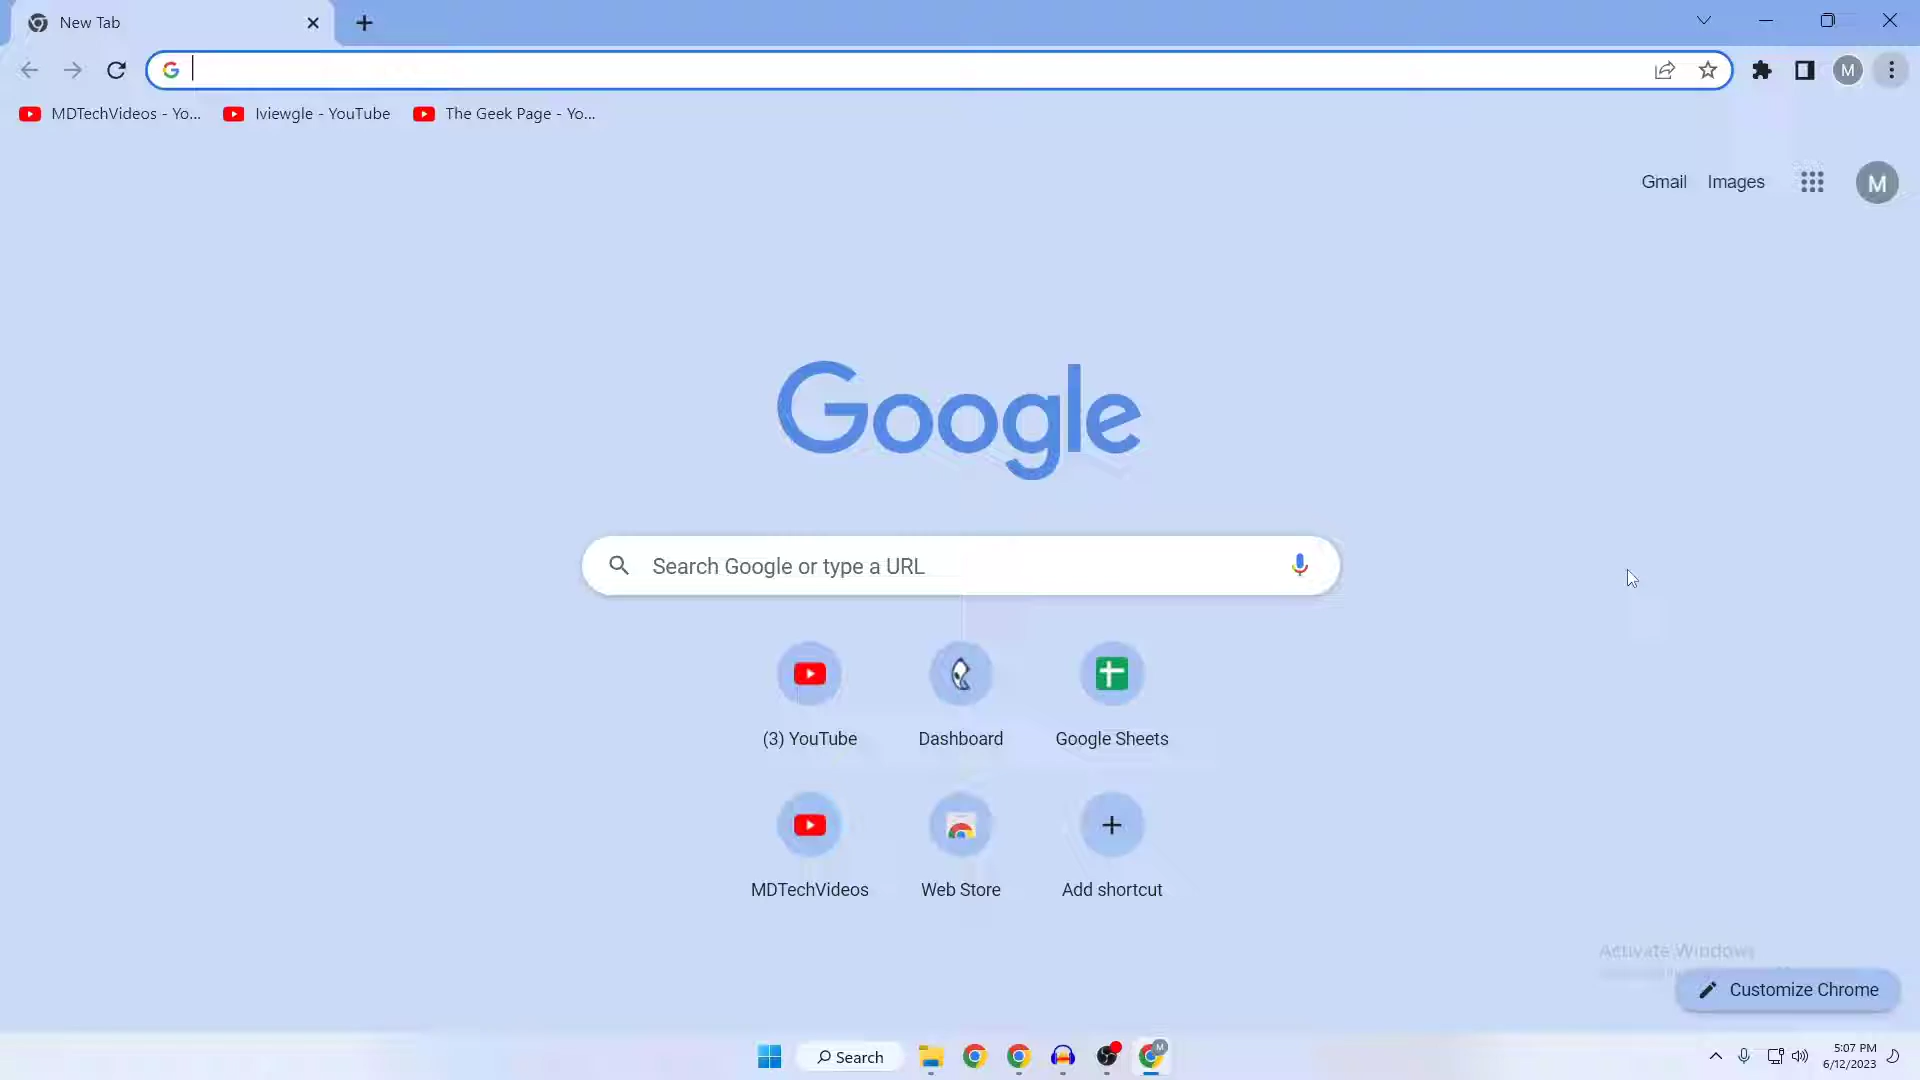 New Tab
MDTechVideos - Yo...
Iviewgle - YouTube
The Geek Page - Yo...
M
Gmail
Images
M
Google
Search Google or type a URL
(3) YouTube
Dashboard
Google Sheets
MDTechVideos
Web Store
Add shortcut
Activate Windows
Customize Chrome
Search
M
5:07 PM
6/12/2023